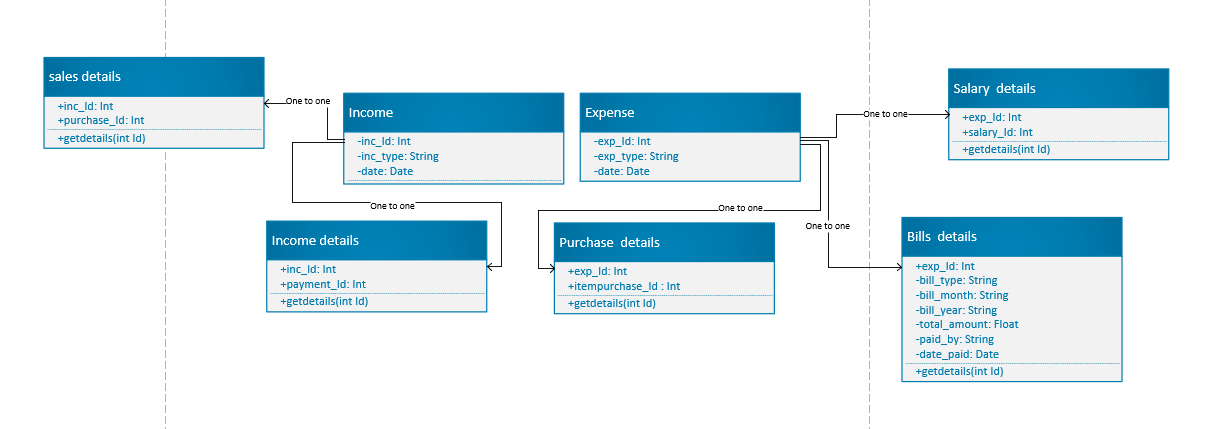 sales details
+inc_Id: Int
+purchase_Id: Int
+getdetails(int Id)
One to one
Income
-inc_Id: Int
-inc_type: String
-date: Date
Expense
-exp_Id: Int
-exp_type: String
-date: Date
One to one
Salary  details
+exp_Id: Int
+salary_Id: Int
+getdetails(int Id)
One to one
Income details
+inc_Id: Int
+payment_Id: Int
+getdetails(int Id)
One to one
Purchase  details
+exp_Id: Int
+itempurchase_Id : Int
+getdetails(int Id)
One to one
Bills  details
+exp_Id: Int
-bill_type: String
-bill_month: String
-bill_year: String
-total_amount: Float
-paid_by: String
-date_paid: Date
+getdetails(int Id)